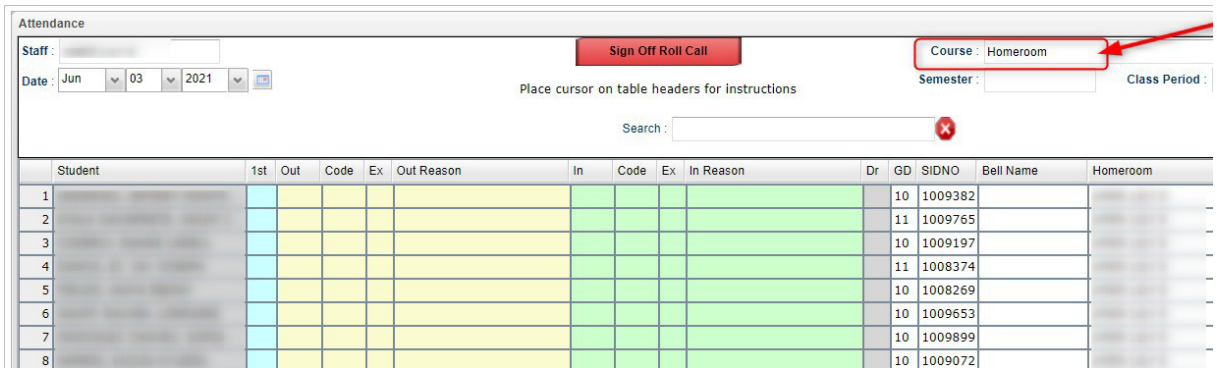 Attendance
Staff :
Sign Off Roll Call
Course : Homeroom
Date : Jun 03 2021
Semester :
Class Period :
Place cursor on table headers for instructions
Search :
Student 1st Out Code Ex Out Reason In Code Ex In Reason Dr GD SIDNO Bell Name Homeroom
1 10 1009382
2 11 1009765
3 10 1009197
4 11 1008374
5 10 1008269
6 10 1009653
7 10 1009899
8 10 1009072